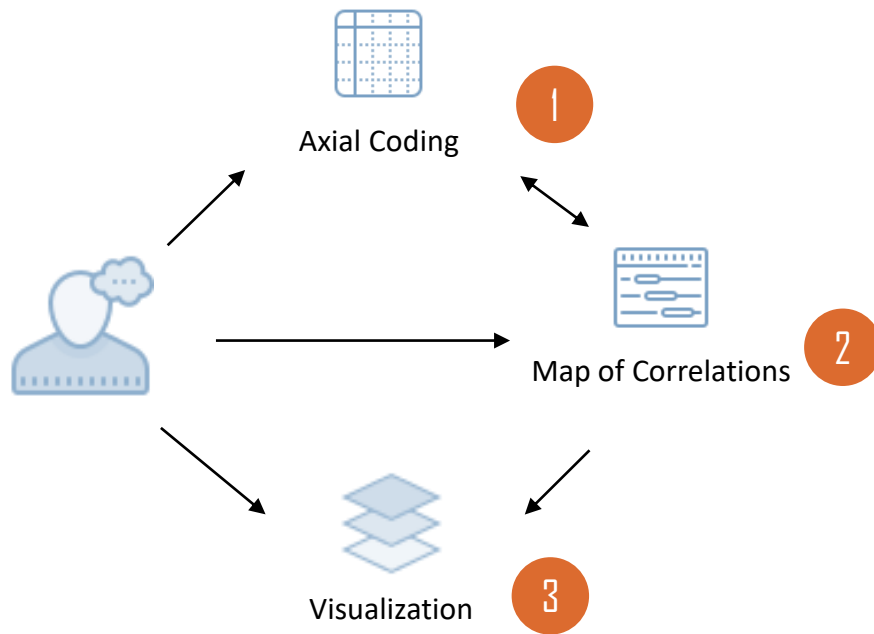 1
Axial Coding
2
Map of Correlations
3
Visualization